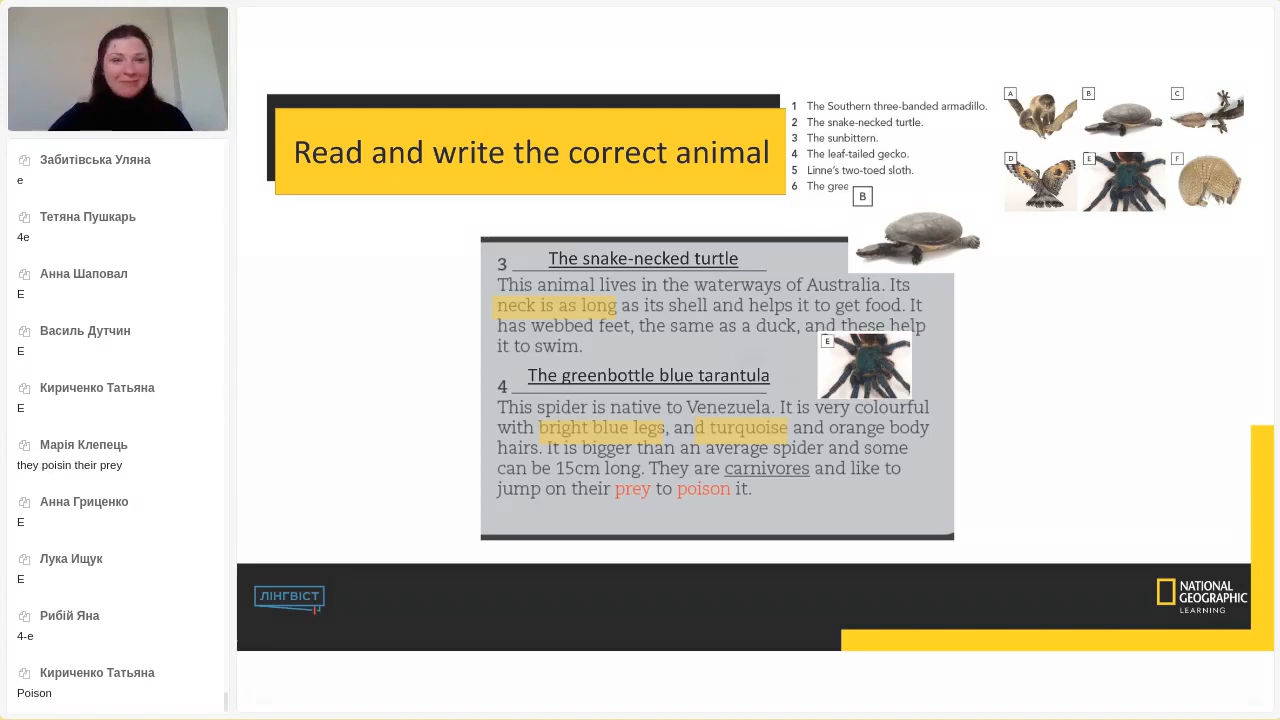 Забитівська Уляна
e
Тетяна Пушкарь
4e
Анна Шаповал
E
Василь Дутчин
E
Кириченко Татьяна
E
Марія Клепець
they poisin their prey
Анна Гриценко
E
Лука Ищук
E
Рибій Яна
4-e
Кириченко Татьяна
Poison
Read and write the correct animal
1 The Southern three-banded armadillo.
2 The snake-necked turtle.
3 The sunbittern.
4 The leaf-tailed gecko.
5 Linne's two-toed sloth.
6 The gree
A
B
C
D
E
F
B
3 The snake-necked turtle
This animal lives in the waterways of Australia. Its
neck is as long as its shell and helps it to get food. It
has webbed feet, the same as a duck, and these help
it to swim.
E
4 The greenbottle blue tarantula
This spider is native to Venezuela. It is very colourful
with bright blue legs, and turquoise and orange body
hairs. It is bigger than an average spider and some
can be 15cm long. They are carnivores and like to
jump on their prey to poison it.
ЛІНГВІСТ
NATIONAL
GEOGRAPHIC
LEARNING